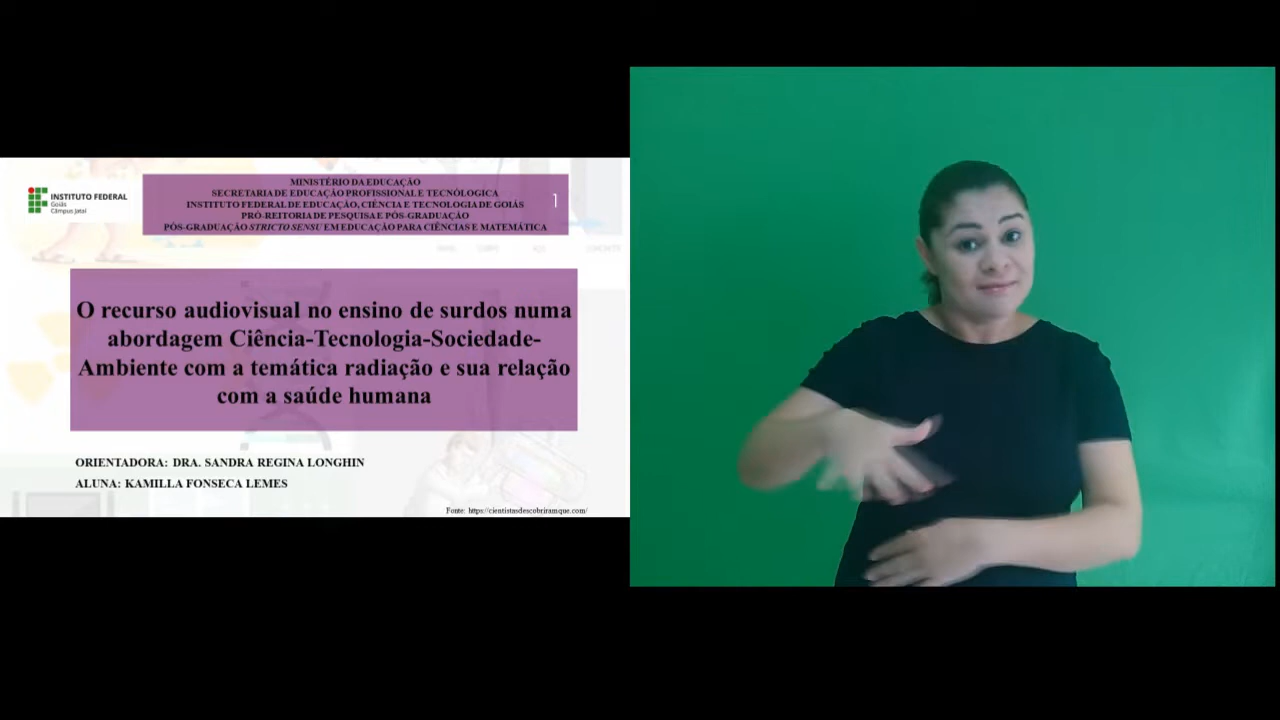 INSTITUTO FEDERAL
Goiás
Câmpus Jataí
MINISTÉRIO DA EDUCAÇÃO
SECRETARIA DE EDUCAÇÃO PROFISSIONAL E TECNÓLOGICA
INSTITUTO FEDERAL DE EDUCAÇÃO, CIÊNCIA E TECNOLOGIA DE GOIÁS
PRÓ-REITORIA DE PESQUISA E PÓS-GRADUAÇÃO
PÓS-GRADUAÇÃO STRICTO SENSU EM EDUCAÇÃO PARA CIÊNCIAS E MATEMÁTICA
1
O recurso audiovisual no ensino de surdos numa
abordagem Ciência-Tecnologia-Sociedade-
Ambiente com a temática radiação e sua relação
com a saúde humana
ORIENTADORA: DRA. SANDRA REGINA LONGHIN
ALUNA: KAMILLA FONSECA LEMES
Fonte: https://cientistasdescobriramque.com/